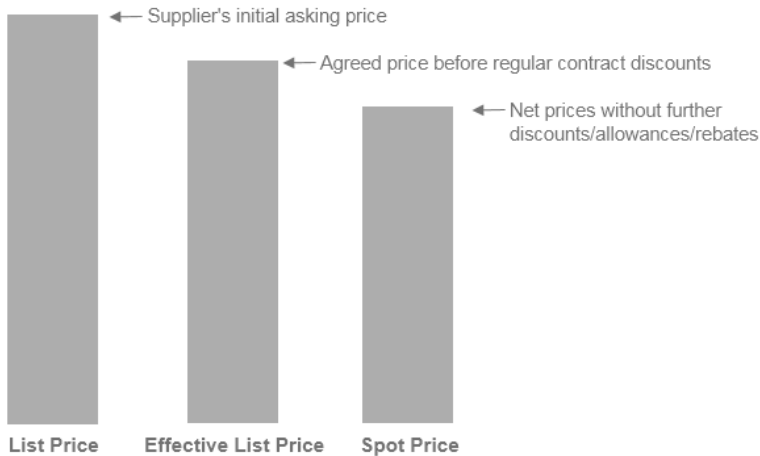 Supplier's initial asking price
Agreed price before regular contract discounts
Net prices without further
discounts/allowances/rebates
List Price
Effective List Price
Spot Price